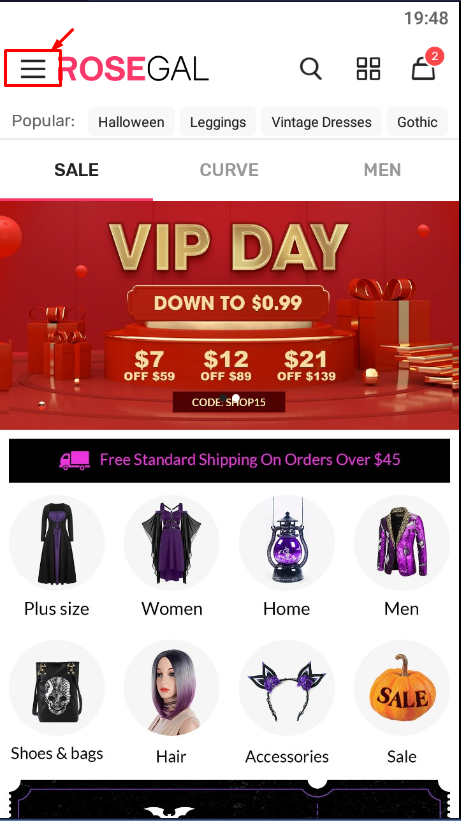 19:48
ROSEGAL
2
Popular: Halloween Leggings Vintage Dresses Gothic
SALE CURVE MEN
VIP DAY
DOWN TO $0.99
$7 $12 $21
OFF $59 OFF $89 OFF $139
CODE: SHOP15
Free Standard Shipping On Orders Over $45
Plus size Women Home Men
SALE
Shoes & bags Hair Accessories Sale